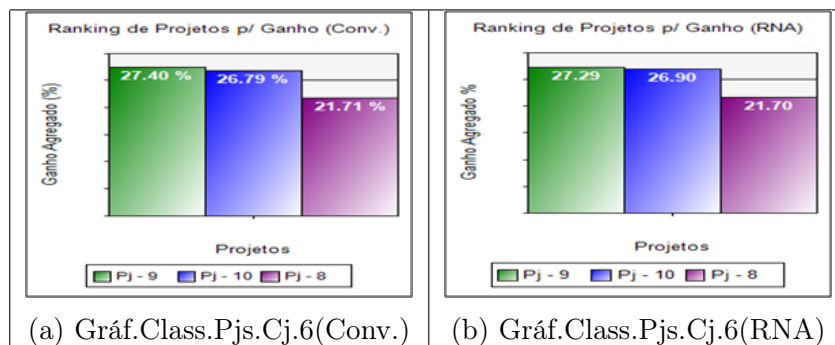 Ranking de Projetos p/ Ganho (Conv.)
Ganho Agregado (%)
27.40 %
26.79 %
21.71 %
Projetos
Pj - 9 Pj - 10 Pj - 8
(a) Gráf.Class.Pjs.Cj.6(Conv.)
Ranking de Projetos p/ Ganho (RNA)
Ganho Agregado %
27.29
26.90
21.70
Projetos
Pj - 9 Pj - 10 Pj - 8
(b) Gráf.Class.Pjs.Cj.6(RNA)